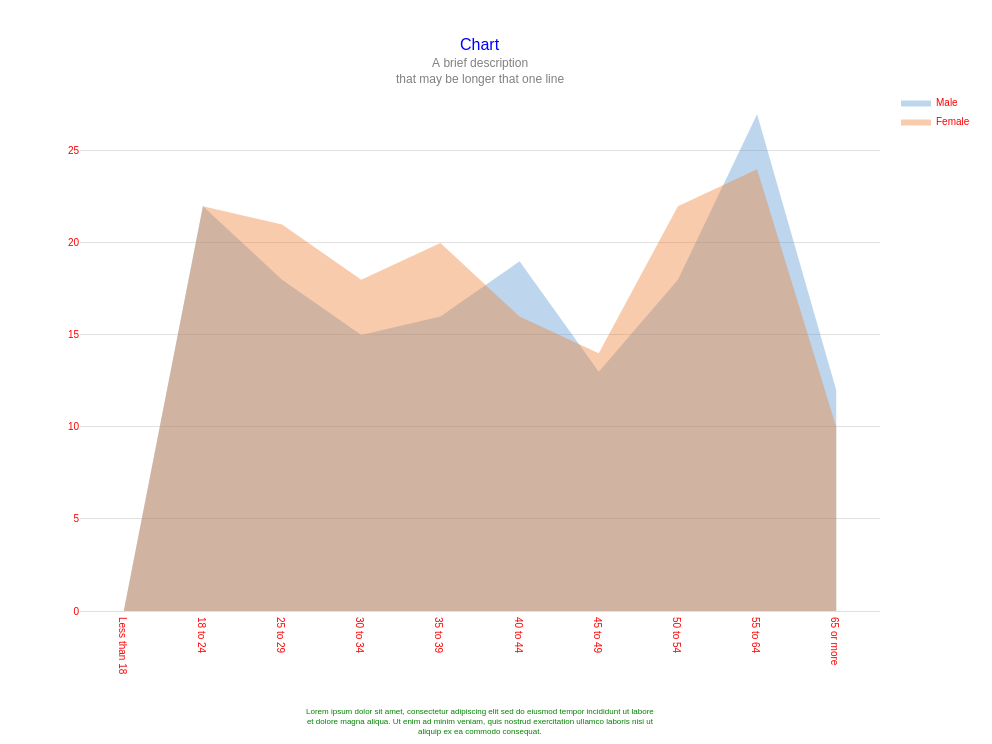 Chart
A brief description
that may be longer that one line
Male
Female
25
20
15
10
5
0
Less than 18
18 to 24
25 to 29
30 to 34
35 to 39
40 to 44
45 to 49
50 to 54
55 to 64
65 or more
Lorem ipsum dolor sit amet, consectetur adipiscing elit sed do eiusmod tempor incididunt ut labore
et dolore magna aliqua. Ut enim ad minim veniam, quis nostrud exercitation ullamco laboris nisi ut
aliquip ex ea commodo consequat.